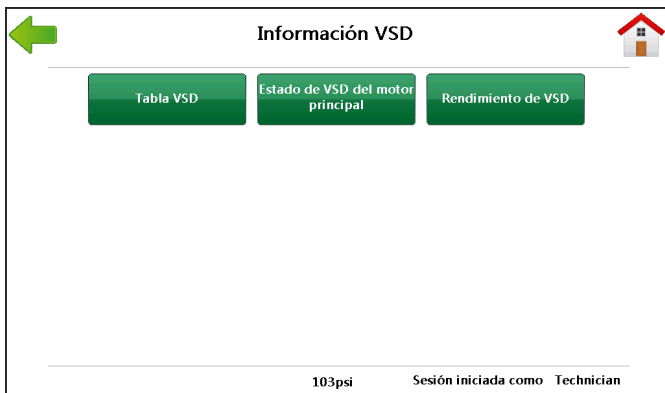 Información VSD
Tabla VSD
Estado de VSD del motor
principal
Rendimiento de VSD
103psi
Sesión iniciada como Technician